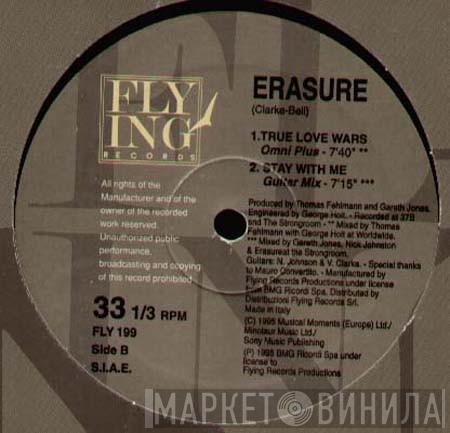 FLY
ING
RECORDS
All rights of the
Manufacturer and of the
owner of the recorded
work reserved.
Unauthorized public
performance,
broadcasting and copying
of this record prohibited
33 1/3 RPM
FLY 199
Side B
S.I.A.E.
ERASURE
(Clarke-Bell)
1.TRUE LOVE WARS
Omni Plus - 7'40" **
2. STAY WITH ME
Guitar Mix - 7'15" ***
Produced by Thomas Fehlmann and Gareth Jones.
Engineered by George Holt. - Recorded at 37B
and The Strongroom - ** Mixed by Thomas
Fehlmann with George Holt at Worldwide.
*** Mixed by Gareth Jones, Nick Johnston
& Erasureat the Strongroom.
Guitars: N. Johnson & V. Clarke. - Special thanks
to Mauro Convertito. - Manufactured by
Flying Records Productions under license
from BMG Ricordi Spa. Distributed by
Distribuzioni Flying Records Srl.
Made in Italy
(C) 1995 Musical Moments (Europe) Ltd./
Minotaur Music Ltd./
Sony Music Publishing
(P) 1995 BMG Ricordi Spa under
license to
Flying Records Productions
МАРКЕТ ВИНИЛА